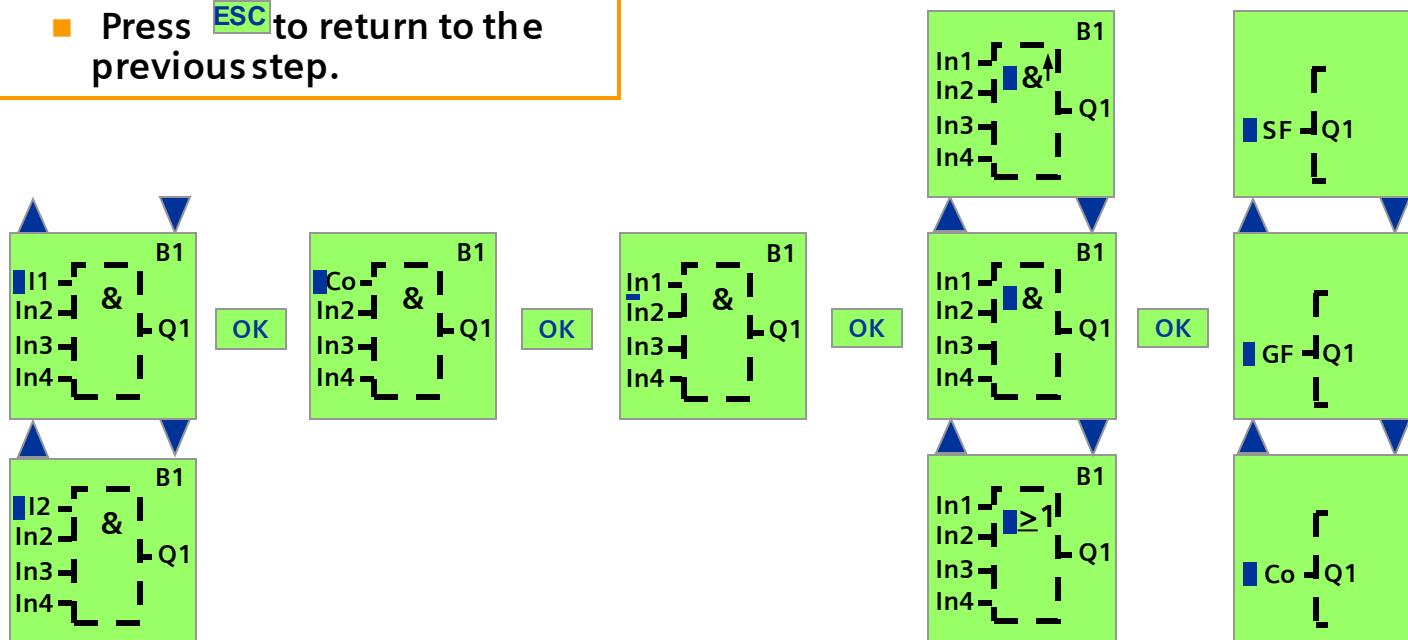 Press ESC to return to the
previous step.
B1
In1
&
In2
Q1
In3
In4
SF Q1
B1
I1
&
In2
Q1
In3
In4
OK
B1
Co
&
In2
Q1
In3
In4
OK
B1
In1
&
In2
Q1
In3
In4
OK
B1
In1
&
In2
Q1
In3
In4
OK
GF Q1
B1
I2
&
In2
Q1
In3
In4
B1
In1
≥1
In2
Q1
In3
In4
Co Q1